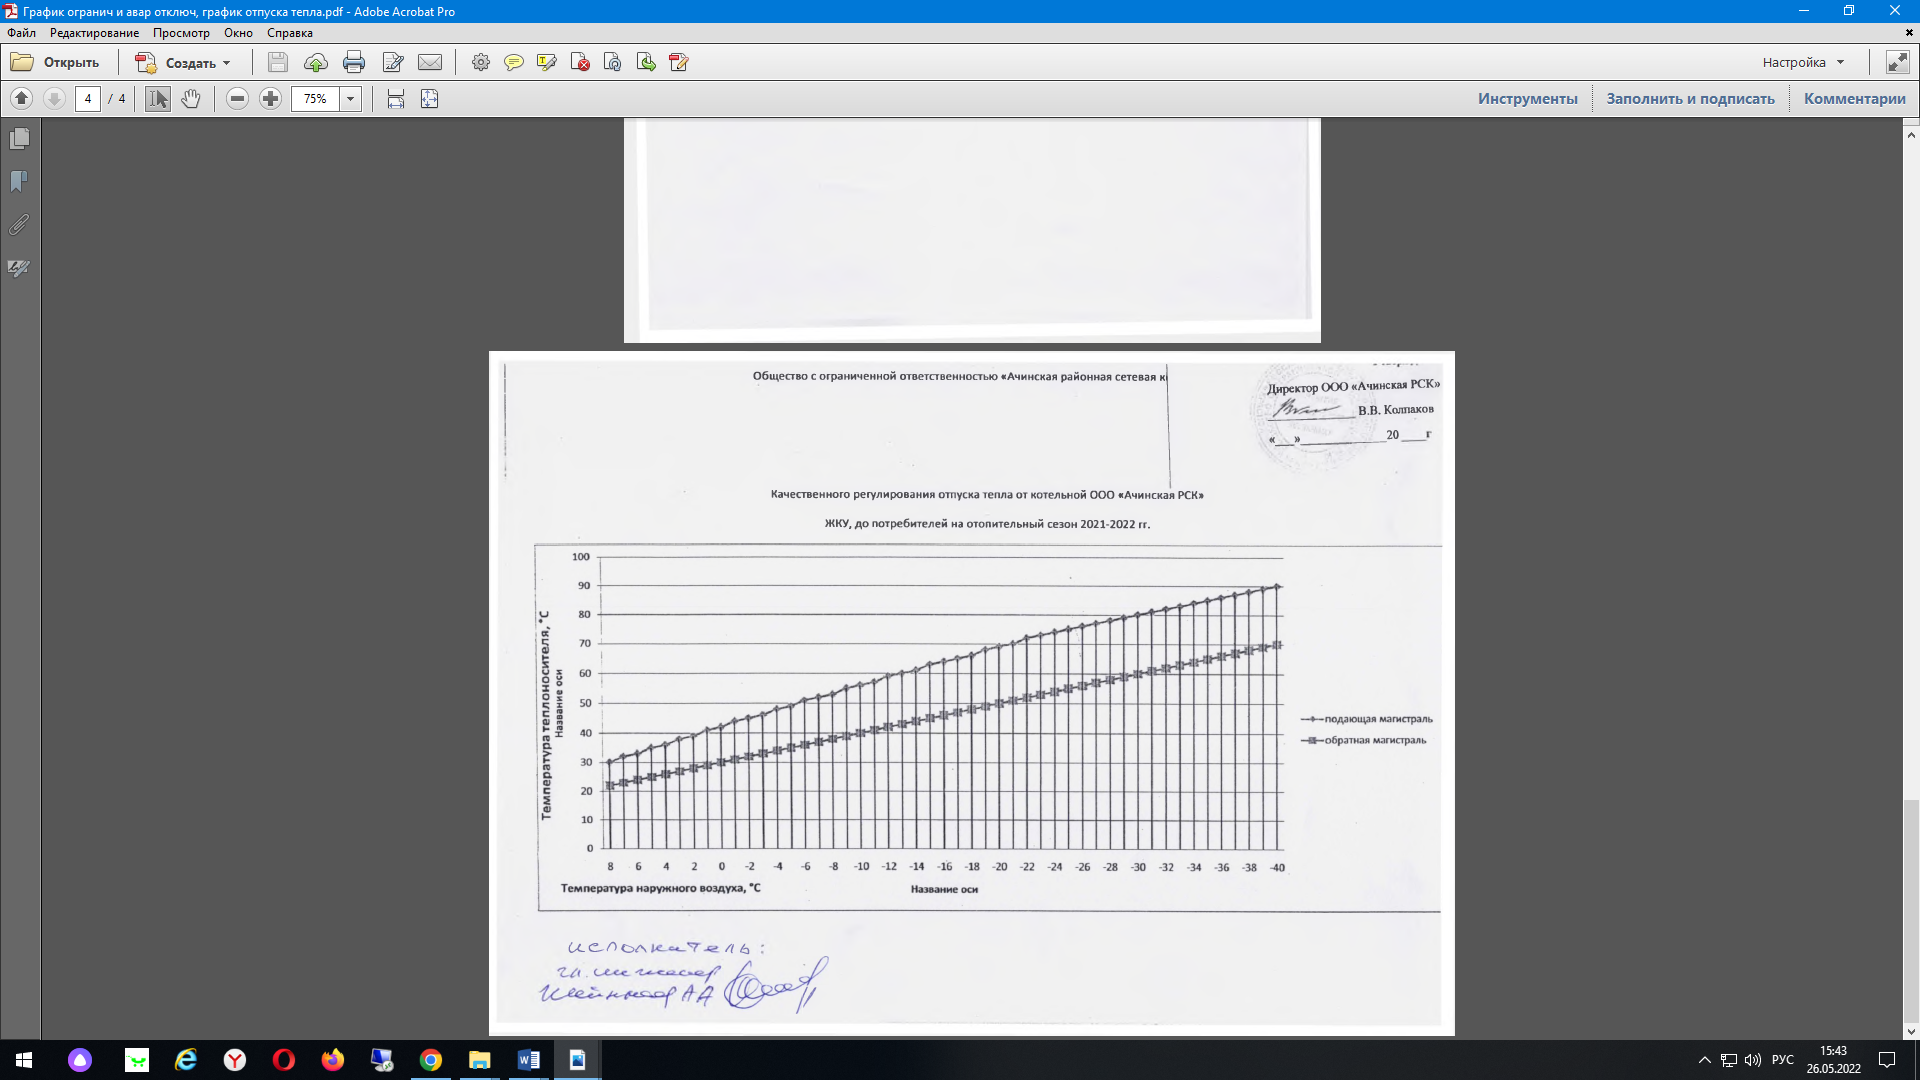 График огранич и авар отключ, график отпуска тепла.pdf - Adobe Acrobat Pro
Файл Редактирование Просмотр Окно Справка
Открыть Создать Настройка
4 / 4 75% Инструменты Заполнить и подписать Комментарии
Общество с ограниченной ответственностью «Ачинская районная сетевая к
Директор ООО «Ачинская РСК»
В.В. Колпаков
«___»______________20____г
Качественного регулирования отпуска тепла от котельной ООО «Ачинская РСК»
ЖКУ, до потребителей на отопительный сезон 2021-2022 гг.
Температура теплоносителя, °С
Название оси
100
90
80
70
60
50
40
30
20
10
0
8 6 4 2 0 -2 -4 -6 -8 -10 -12 -14 -16 -18 -20 -22 -24 -26 -28 -30 -32 -34 -36 -38 -40
Температура наружного воздуха, °С Название оси
подающая магистраль
обратная магистраль
исполнатель:
гл. инженер
АА
РУС 15:43
26.05.2022